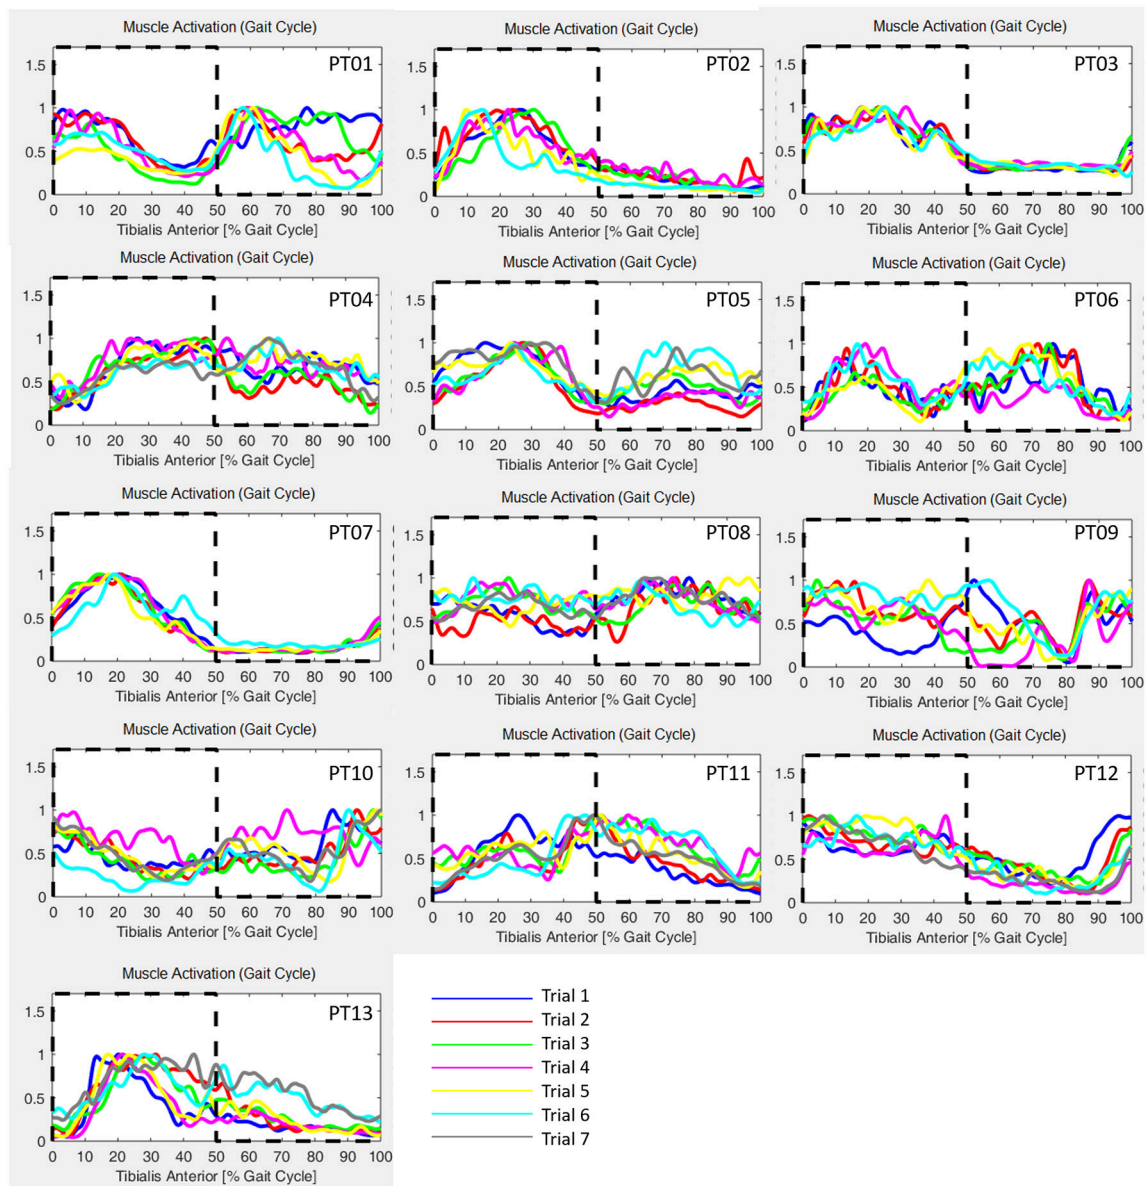 Muscle Activation (Gait Cycle)
1.5
1
0.5
0
PT01
0 10 20 30 40 50 60 70 80 90 100
Tibialis Anterior [% Gait Cycle]
Muscle Activation (Gait Cycle)
1.5
1
0.5
0
PT02
0 10 20 30 40 50 60 70 80 90 100
Tibialis Anterior [% Gait Cycle]
Muscle Activation (Gait Cycle)
1.5
1
0.5
0
PT03
0 10 20 30 40 50 60 70 80 90 100
Tibialis Anterior [% Gait Cycle]
Muscle Activation (Gait Cycle)
1.5
1
0.5
0
PT04
0 10 20 30 40 50 60 70 80 90 100
Tibialis Anterior [% Gait Cycle]
Muscle Activation (Gait Cycle)
1.5
1
0.5
0
PT05
0 10 20 30 40 50 60 70 80 90 100
Tibialis Anterior [% Gait Cycle]
Muscle Activation (Gait Cycle)
1.5
1
0.5
0
PT06
0 10 20 30 40 50 60 70 80 90 100
Tibialis Anterior [% Gait Cycle]
Muscle Activation (Gait Cycle)
1.5
1
0.5
0
PT07
0 10 20 30 40 50 60 70 80 90 100
Tibialis Anterior [% Gait Cycle]
Muscle Activation (Gait Cycle)
1.5
1
0.5
0
PT08
0 10 20 30 40 50 60 70 80 90 100
Tibialis Anterior [% Gait Cycle]
Muscle Activation (Gait Cycle)
1.5
1
0.5
0
PT09
0 10 20 30 40 50 60 70 80 90 100
Tibialis Anterior [% Gait Cycle]
Muscle Activation (Gait Cycle)
1.5
1
0.5
0
PT10
0 10 20 30 40 50 60 70 80 90 100
Tibialis Anterior [% Gait Cycle]
Muscle Activation (Gait Cycle)
1.5
1
0.5
0
PT11
0 10 20 30 40 50 60 70 80 90 100
Tibialis Anterior [% Gait Cycle]
Muscle Activation (Gait Cycle)
1.5
1
0.5
0
PT12
0 10 20 30 40 50 60 70 80 90 100
Tibialis Anterior [% Gait Cycle]
Muscle Activation (Gait Cycle)
1.5
1
0.5
0
PT13
0 10 20 30 40 50 60 70 80 90 100
Tibialis Anterior [% Gait Cycle]
Trial 1
Trial 2
Trial 3
Trial 4
Trial 5
Trial 6
Trial 7